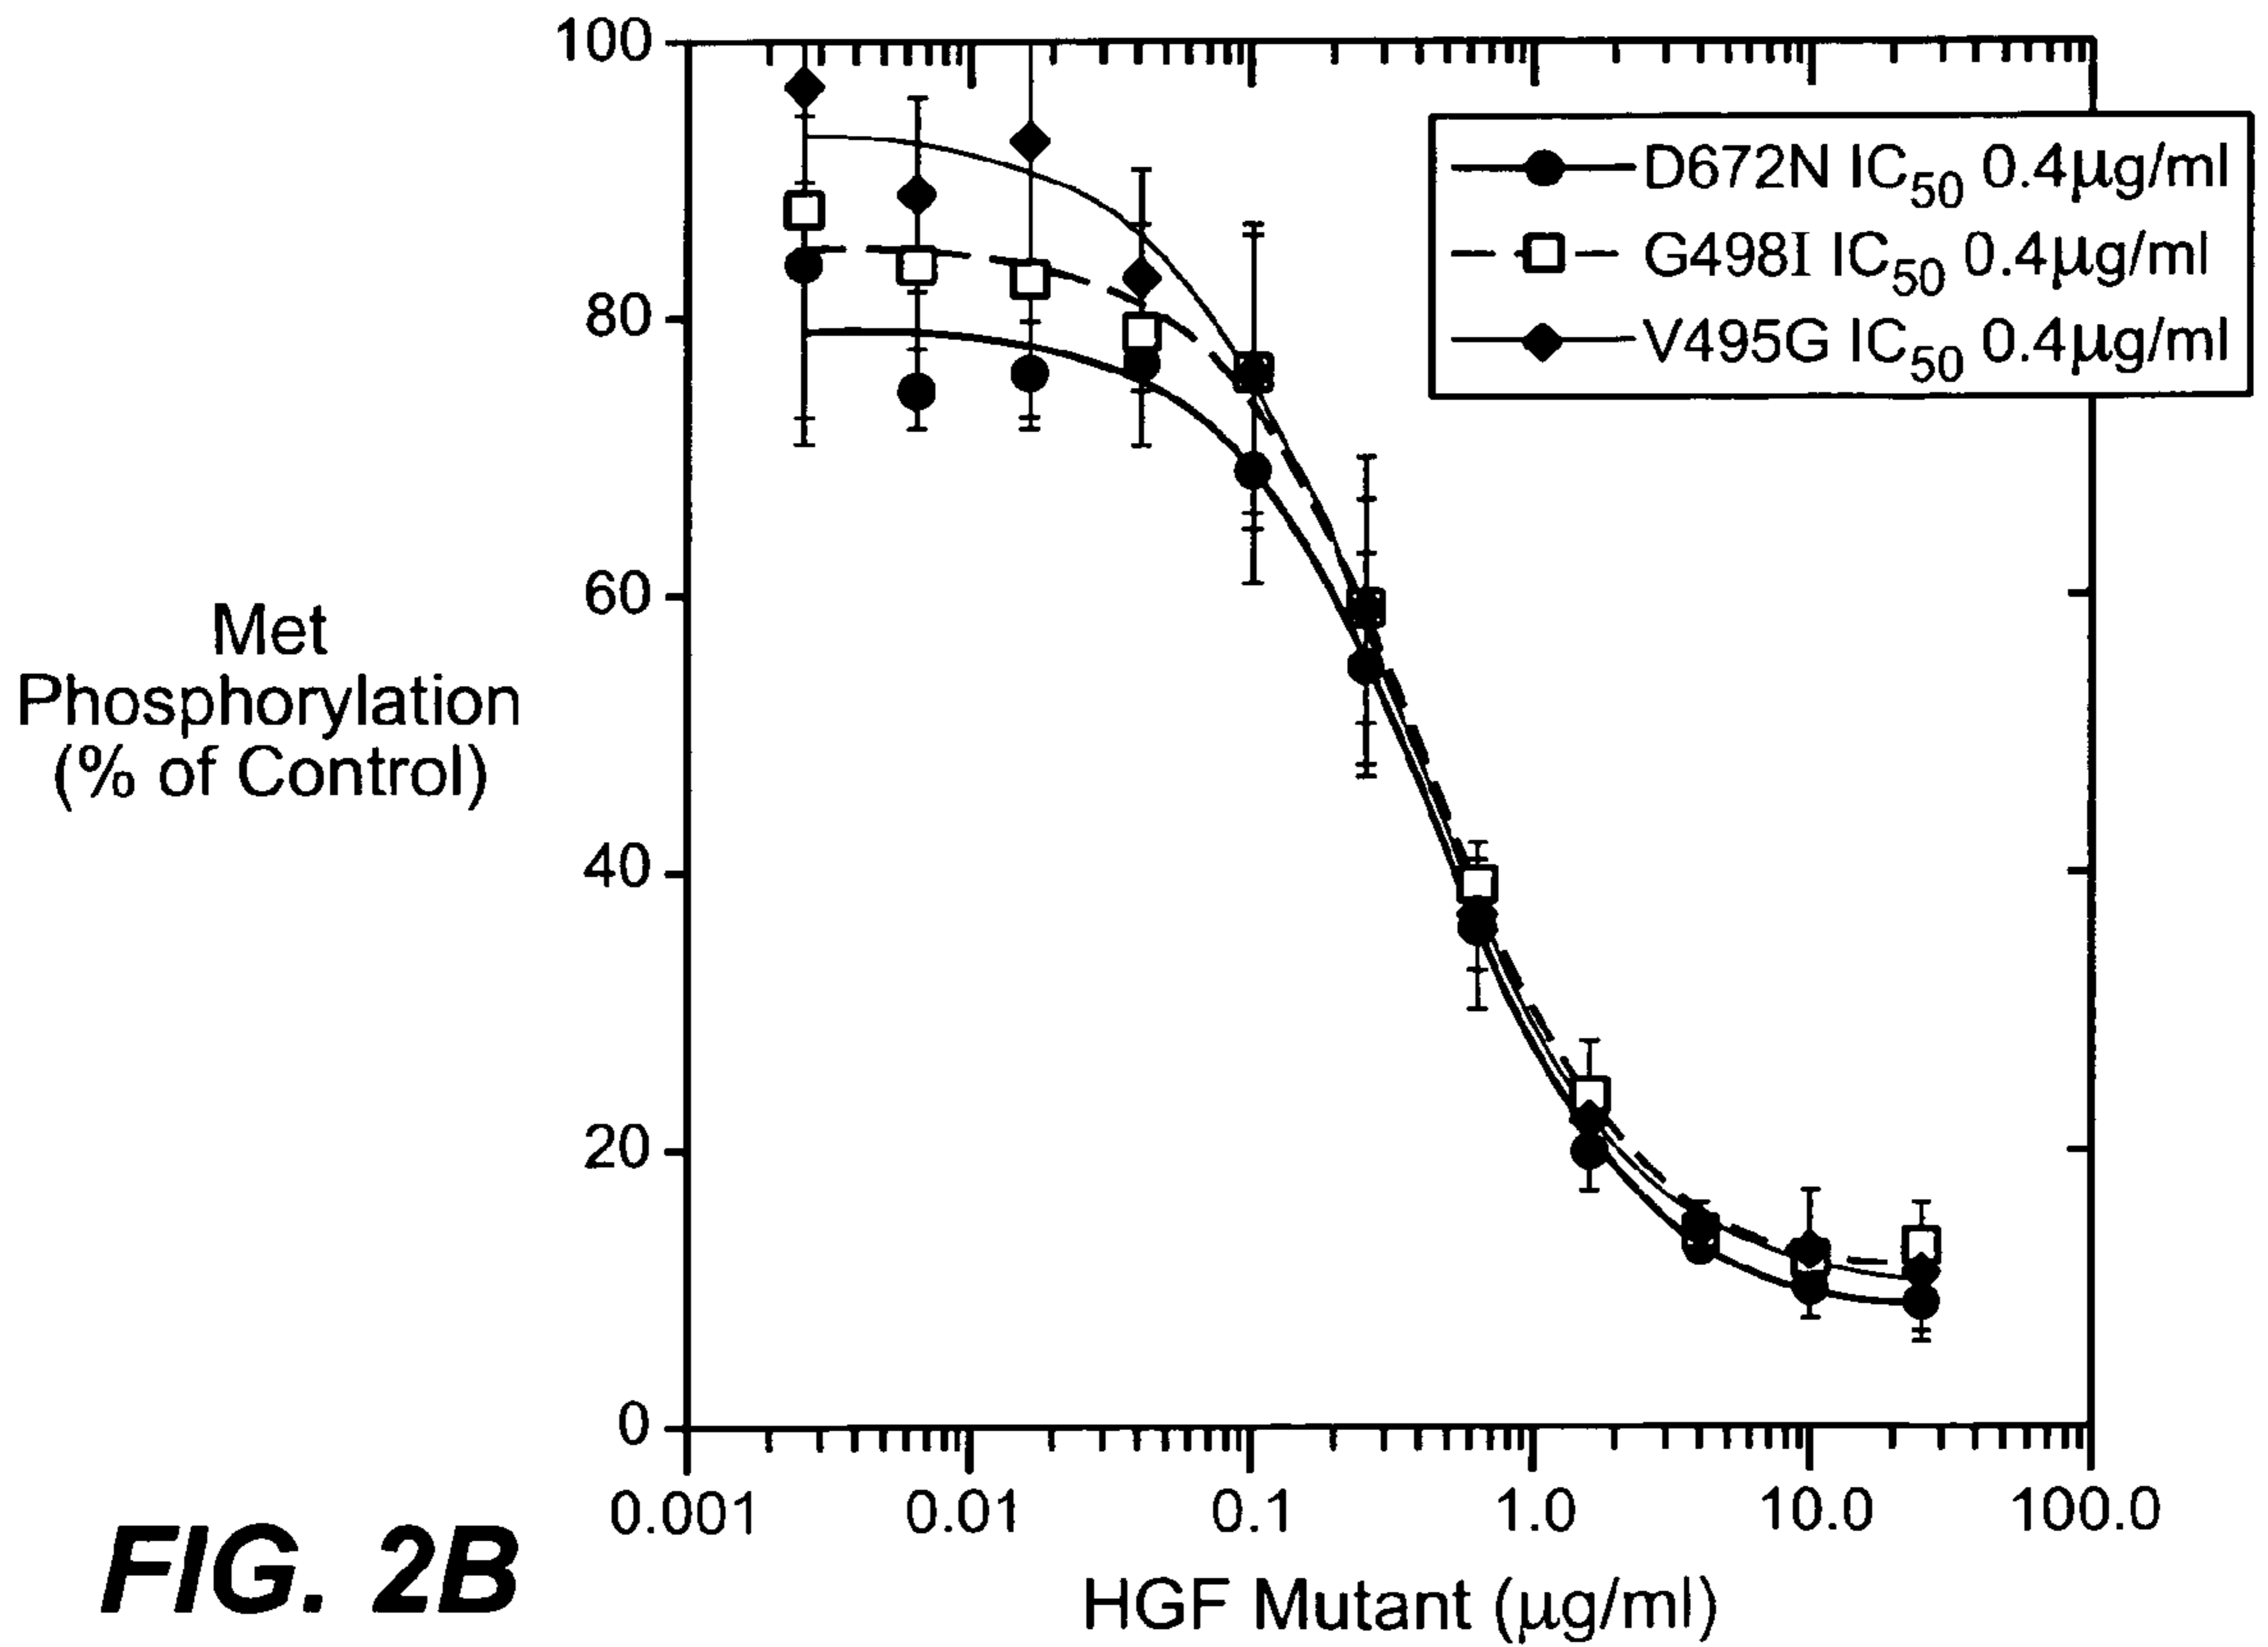 100
80
60
40
20
0
Met
Phosphorylation
(% of Control)
D672N IC50 0.4μg/ml
G498I IC50 0.4μg/ml
V495G IC50 0.4μg/ml
0.001 0.01 0.1 1.0 10.0 100.0
HGF Mutant (μg/ml)
FIG. 2B